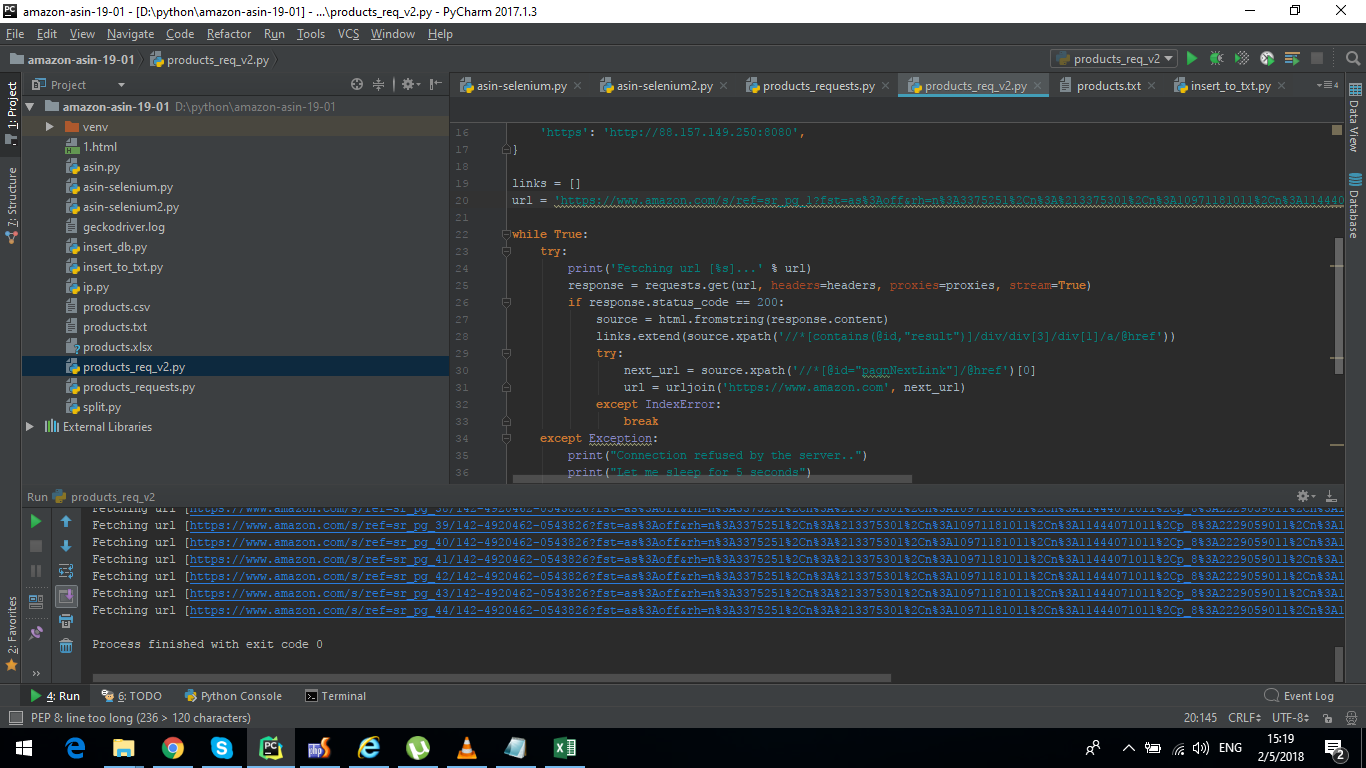 amazon-asin-19-01 - [D:\python\amazon-asin-19-01] - ...\products_req_v2.py - PyCharm 2017.1.3
File Edit View Navigate Code Refactor Run Tools VCS Window Help
amazon-asin-19-01 products_req_v2.py
products_req_v2
Project
asin-selenium.py
asin-selenium2.py
products_requests.py
products_req_v2.py
products.txt
insert_to_txt.py
4
1: Project
7: Structure
2: Favorites
amazon-asin-19-01 D:\python\amazon-asin-19-01
venv
1.html
asin.py
asin-selenium.py
asin-selenium2.py
geckodriver.log
insert_db.py
insert_to_txt.py
ip.py
products.csv
products.txt
products.xlsx
products_req_v2.py
products_requests.py
split.py
External Libraries
16 'https': 'http://88.157.149.250:8080',
17 }
18
19 links = []
20 url = 'https://www.amazon.com/s/ref=sr_pg_1?fst=as%3Aoff&rh=n%3A3375251%2Cn%3A%213375301%2Cn%3A10971181011%2Cn%3A114440
21
22 while True:
23 try:
24 print('Fetching url [%s]...' % url)
25 response = requests.get(url, headers=headers, proxies=proxies, stream=True)
26 if response.status_code == 200:
27 source = html.fromstring(response.content)
28 links.extend(source.xpath('//*[contains(@id,"result")]/div/div[3]/div[1]/a/@href'))
29 try:
30 next_url = source.xpath('//*[@id="pagnNextLink"]/@href')[0]
31 url = urljoin('https://www.amazon.com', next_url)
32 except IndexError:
33 break
34 except Exception:
35 print("Connection refused by the server..")
36 print("Let me sleep for 5 seconds")
Data View
Database
Run products_req_v2
Fetching url [https://www.amazon.com/s/ref=sr_pg_38/142-4920462-0543826?fst=as%3Aoff&rh=n%3A3375251%2Cn%3A%213375301%2Cn%3A10971181011%2Cn%3A11444071011%2Cp_8%3A2229059011%2Cn%3A1
Fetching url [https://www.amazon.com/s/ref=sr_pg_39/142-4920462-0543826?fst=as%3Aoff&rh=n%3A3375251%2Cn%3A%213375301%2Cn%3A10971181011%2Cn%3A11444071011%2Cp_8%3A2229059011%2Cn%3A1
Fetching url [https://www.amazon.com/s/ref=sr_pg_40/142-4920462-0543826?fst=as%3Aoff&rh=n%3A3375251%2Cn%3A%213375301%2Cn%3A10971181011%2Cn%3A11444071011%2Cp_8%3A2229059011%2Cn%3A1
Fetching url [https://www.amazon.com/s/ref=sr_pg_41/142-4920462-0543826?fst=as%3Aoff&rh=n%3A3375251%2Cn%3A%213375301%2Cn%3A10971181011%2Cn%3A11444071011%2Cp_8%3A2229059011%2Cn%3A1
Fetching url [https://www.amazon.com/s/ref=sr_pg_42/142-4920462-0543826?fst=as%3Aoff&rh=n%3A3375251%2Cn%3A%213375301%2Cn%3A10971181011%2Cn%3A11444071011%2Cp_8%3A2229059011%2Cn%3A1
Fetching url [https://www.amazon.com/s/ref=sr_pg_43/142-4920462-0543826?fst=as%3Aoff&rh=n%3A3375251%2Cn%3A%213375301%2Cn%3A10971181011%2Cn%3A11444071011%2Cp_8%3A2229059011%2Cn%3A1
Fetching url [https://www.amazon.com/s/ref=sr_pg_44/142-4920462-0543826?fst=as%3Aoff&rh=n%3A3375251%2Cn%3A%213375301%2Cn%3A10971181011%2Cn%3A11444071011%2Cp_8%3A2229059011%2Cn%3A1
Process finished with exit code 0
4: Run 6: TODO Python Console Terminal Event Log
PEP 8: line too long (236 > 120 characters) 20:145 CRLF UTF-8
ENG
15:19
2/5/2018
2